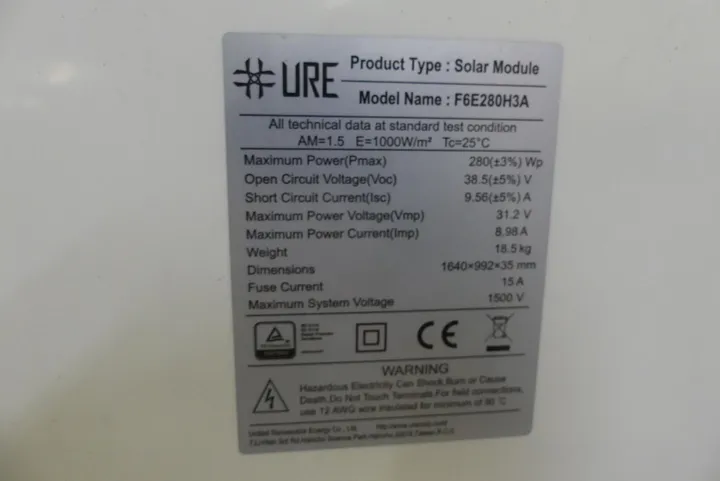 URE
Product Type : Solar Module
Model Name : F6E280H3A
All technical data at standard test condition
AM=1.5 E=1000W/m² Tc=25°C
Maximum Power(Pmax) 280(±3%) Wp
Open Circuit Voltage(Voc) 38.5(±5%) V
Short Circuit Current(Isc) 9.56(±5%) A
Maximum Power Voltage(Vmp) 31.2 V
Maximum Power Current(Imp) 8.98 A
Weight 18.5 kg
Dimensions 1640×992×35 mm
Fuse Current 15 A
Maximum System Voltage 1500 V
CE
WARNING
Hazardous Electricity Can Shock,Burn or Cause
Death.Do Not Touch Terminals.For field connections,
use 12 AWG wire insulated for minimum of 90 °C
United Renewable Energy Co., Ltd.